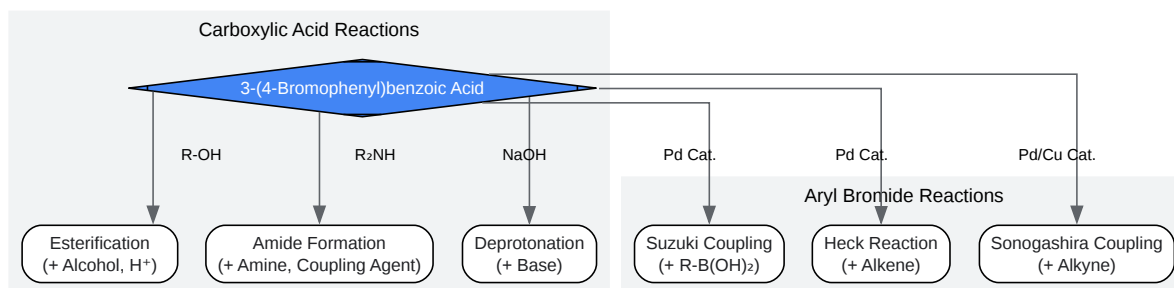 Carboxylic Acid Reactions
3-(4-Bromophenyl)benzoic Acid
R-OH
R₂NH
NaOH
Pd Cat.
Pd Cat.
Pd/Cu Cat.
Aryl Bromide Reactions
Esterification
(+ Alcohol, H⁺)
Amide Formation
(+ Amine, Coupling Agent)
Deprotonation
(+ Base)
Suzuki Coupling
(+ R-B(OH)₂)
Heck Reaction
(+ Alkene)
Sonogashira Coupling
(+ Alkyne)